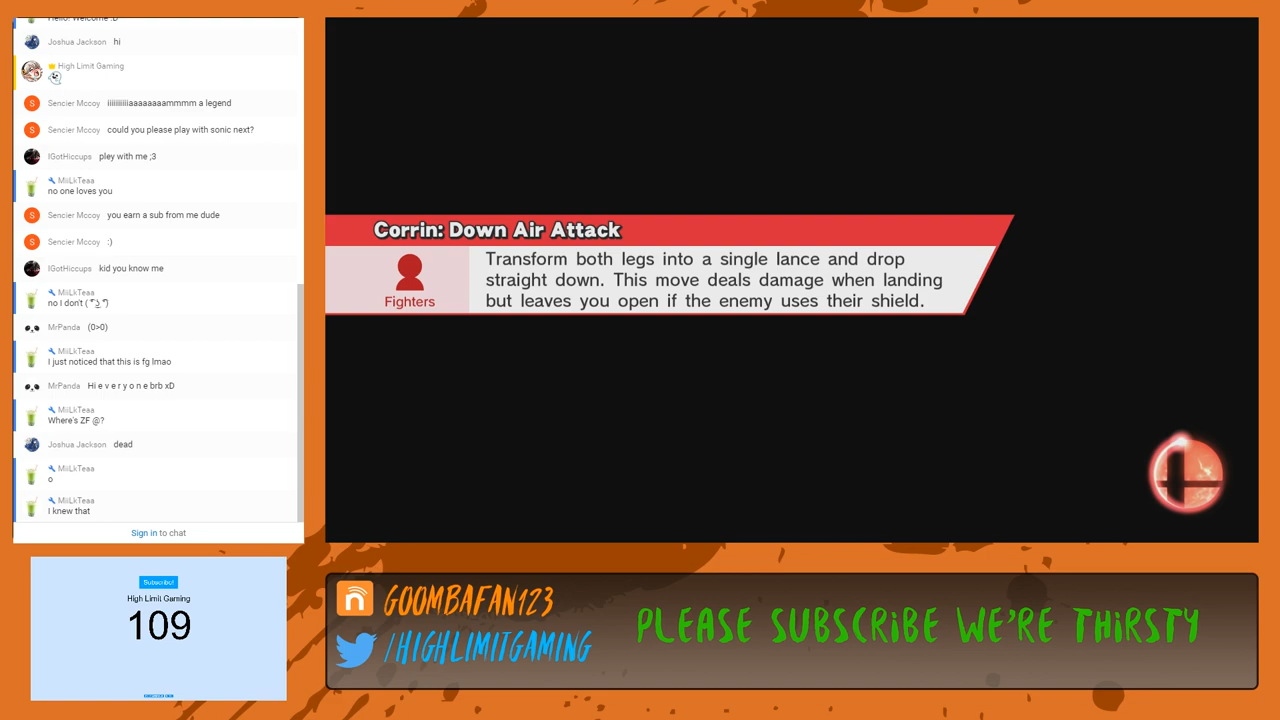 Hello! Welcome :D
Joshua Jackson hi
High Limit Gaming
Sencier Mccoy iiiiiiiiiiaaaaaaaammmm a legend
Sencier Mccoy could you please play with sonic next?
IGotHiccups pley with me ;3
MiiLkTeaa
no one loves you
Sencier Mccoy you earn a sub from me dude
Sencier Mccoy :)
IGotHiccups kid you know me
MiiLkTeaa
no I don't ( ͡° ͜ʖ ͡°)
MrPanda (0>0)
MiiLkTeaa
I just noticed that this is fg lmao
MrPanda Hi e v e r y o n e brb xD
MiiLkTeaa
Where's ZF @?
Joshua Jackson dead
MiiLkTeaa
o
MiiLkTeaa
I knew that
Sign in to chat
Subscribe!
High Limit Gaming
109
Corrin: Down Air Attack
Fighters
Transform both legs into a single lance and drop
straight down. This move deals damage when landing
but leaves you open if the enemy uses their shield.
GOOMBAFAN123
/HIGHLIMITGAMING
PLEASE SUBSCRIBE WE'RE THIRSTY